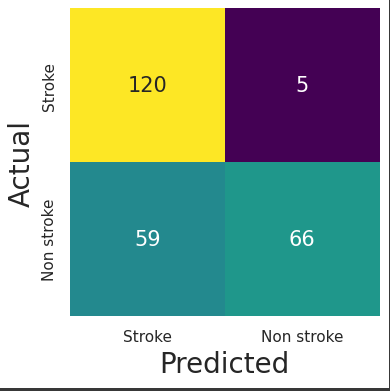 Actual
Stroke
120 5
Non stroke
59 66
Stroke Non stroke
Predicted